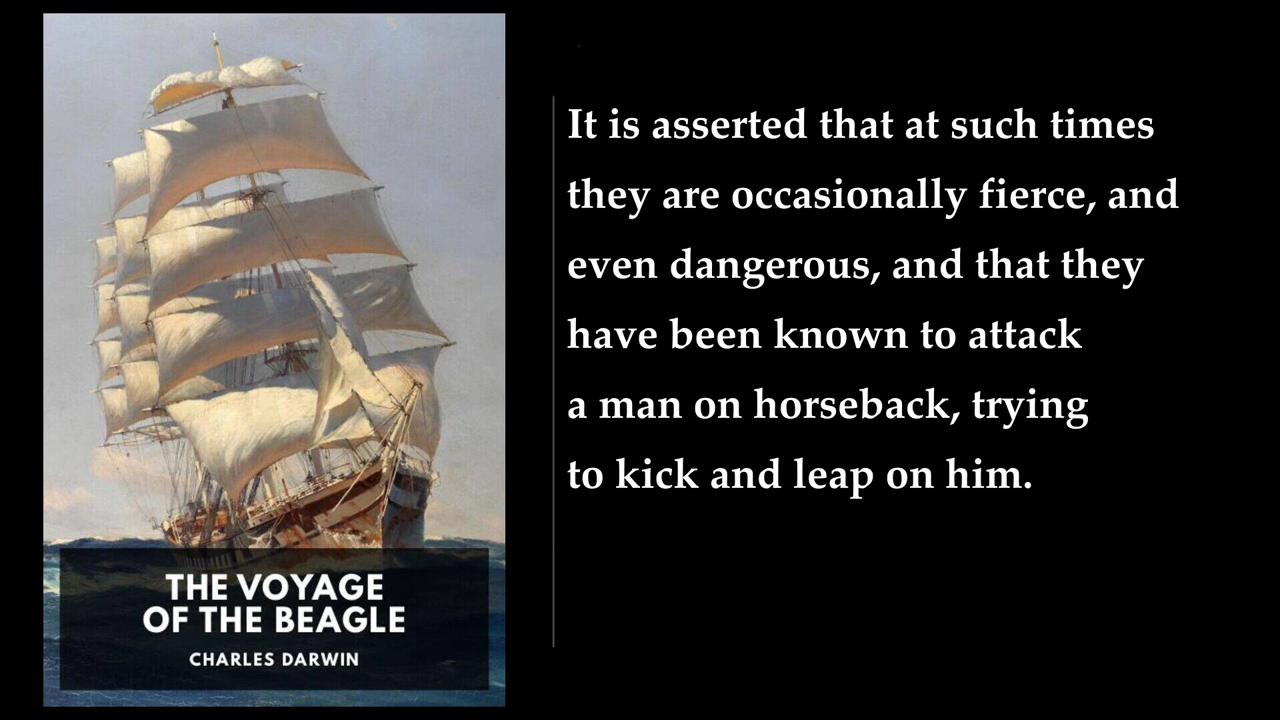 It is asserted that at such times
they are occasionally fierce, and
even dangerous, and that they
have been known to attack
a man on horseback, trying
to kick and leap on him.
THE VOYAGE
OF THE BEAGLE
CHARLES DARWIN